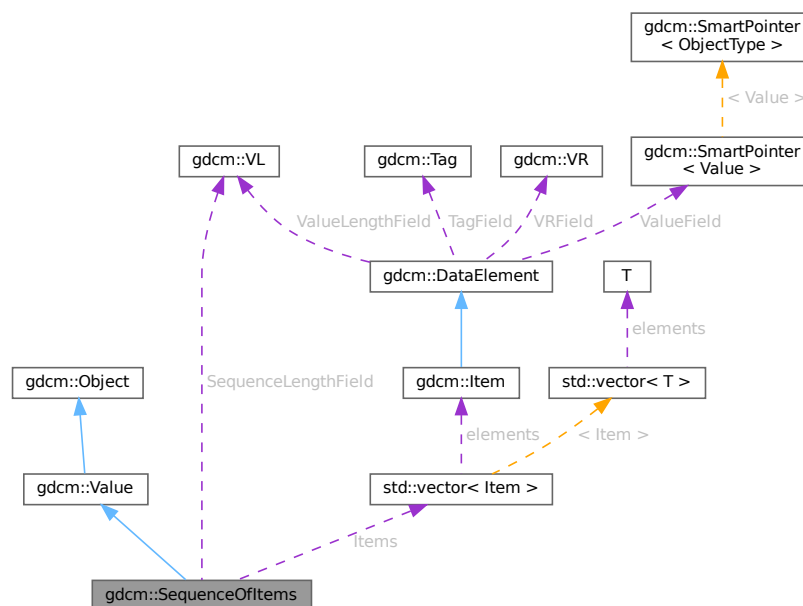 gdcm::SmartPointer
< ObjectType >
< Value >
gdcm::VL
gdcm::Tag
gdcm::VR
gdcm::SmartPointer
< Value >
ValueLengthField
TagField
VRField
ValueField
gdcm::DataElement
T
elements
gdcm::Object
SequenceLengthField
gdcm::Item
std::vector< T >
elements
< Item >
gdcm::Value
std::vector< Item >
Items
gdcm::SequenceOfItems